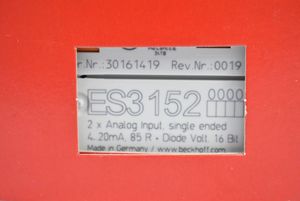 r.Nr.:30161419 Rev.Nr.:0019
ES3152 0000
2 x Analog Input, single ended
4..20mA, 85 R + Diode Volt. 16 Bit
Made in Germany / www.beckhoff.com